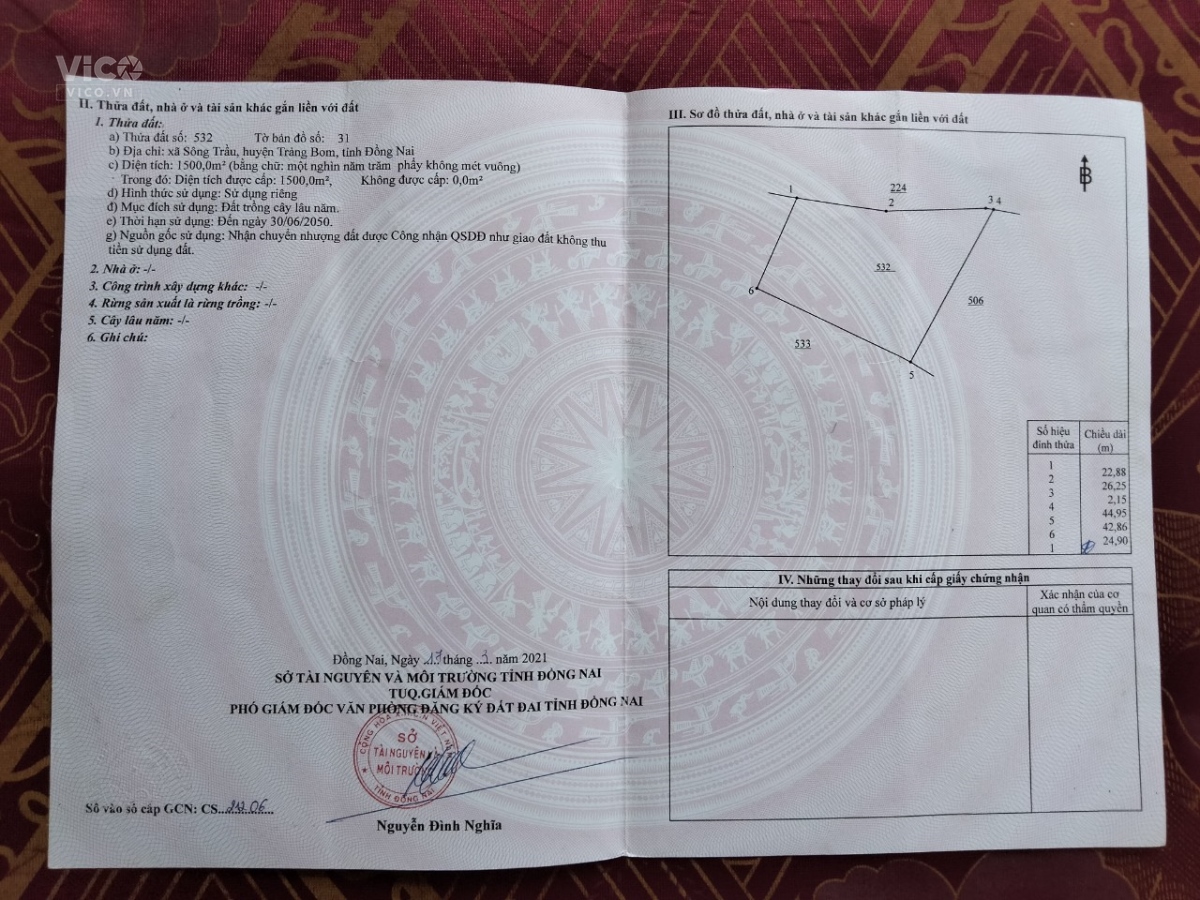 ViCO
VICO.VN
II. Thửa đất, nhà ở và tài sản khác gắn liền với đất
1. Thửa đất:
a) Thửa đất số: 532 Tờ bản đồ số: 31
b) Địa chỉ: xã Sông Trầu, huyện Trảng Bom, tỉnh Đồng Nai
c) Diện tích: 1500,0m² (bằng chữ: một nghìn năm trăm phẩy không mét vuông)
Trong đó: Diện tích được cấp: 1500,0m², Không được cấp: 0,0m²
d) Hình thức sử dụng: Sử dụng riêng
đ) Mục đích sử dụng: Đất trồng cây lâu năm.
e) Thời hạn sử dụng: Đến ngày 30/06/2050.
g) Nguồn gốc sử dụng: Nhận chuyển nhượng đất được Công nhận QSDĐ như giao đất không thu
tiền sử dụng đất.
2. Nhà ở: -/-
3. Công trình xây dựng khác: -/-
4. Rừng sản xuất là rừng trồng: -/-
5. Cây lâu năm: -/-
6. Ghi chú:
Đồng Nai, Ngày tháng 3 năm 2021
SỞ TÀI NGUYÊN VÀ MÔI TRƯỜNG TỈNH ĐỒNG NAI
TUQ.GIÁM ĐỐC
PHÓ GIÁM ĐỐC VĂN PHÒNG ĐĂNG KÝ ĐẤT ĐAI TỈNH ĐỒNG NAI
SỞ
TÀI NGUYÊN
MÔI TRƯỜNG
TỈNH ĐỒNG NAI
Số vào sổ cấp GCN: CS
Nguyễn Đình Nghĩa
III. Sơ đồ thửa đất, nhà ở và tài sản khác gắn liền với đất
B
224
1
2
3 4
532
6
506
533
5
Số hiệu đỉnh thửa Chiều dài (m)
1
22,88
2
26,25
3
2,15
4
44,95
5
42,86
6
24,90
1
IV. Những thay đổi sau khi cấp giấy chứng nhận
Nội dung thay đổi và cơ sở pháp lý
Xác nhận của cơ
quan có thẩm quyền